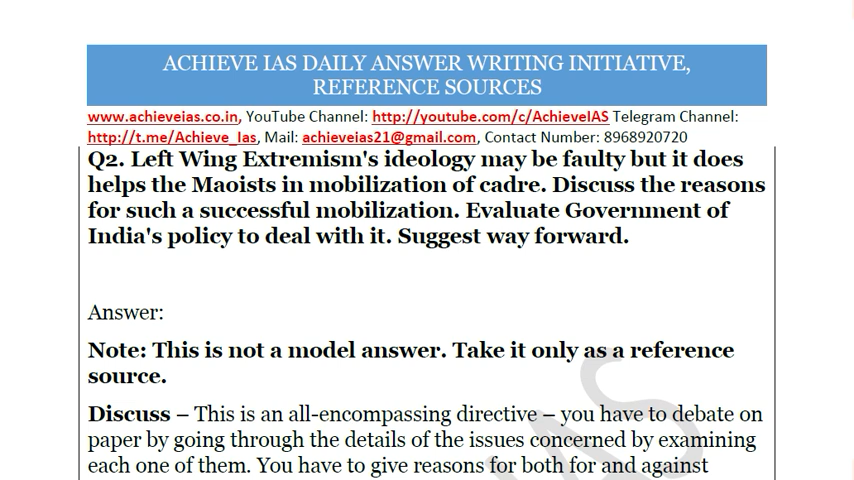 ACHIEVE IAS DAILY ANSWER WRITING INITIATIVE,
REFERENCE SOURCES
www.achieveias.co.in, YouTube Channel: http://youtube.com/c/AchieveIAS Telegram Channel:
http://t.me/Achieve_Ias, Mail: achieveias21@gmail.com, Contact Number: 8968920720
Q2. Left Wing Extremism's ideology may be faulty but it does
helps the Maoists in mobilization of cadre. Discuss the reasons
for such a successful mobilization. Evaluate Government of
India's policy to deal with it. Suggest way forward.
Answer:
Note: This is not a model answer. Take it only as a reference
source.
Discuss – This is an all-encompassing directive – you have to debate on
paper by going through the details of the issues concerned by examining
each one of them. You have to give reasons for both for and against